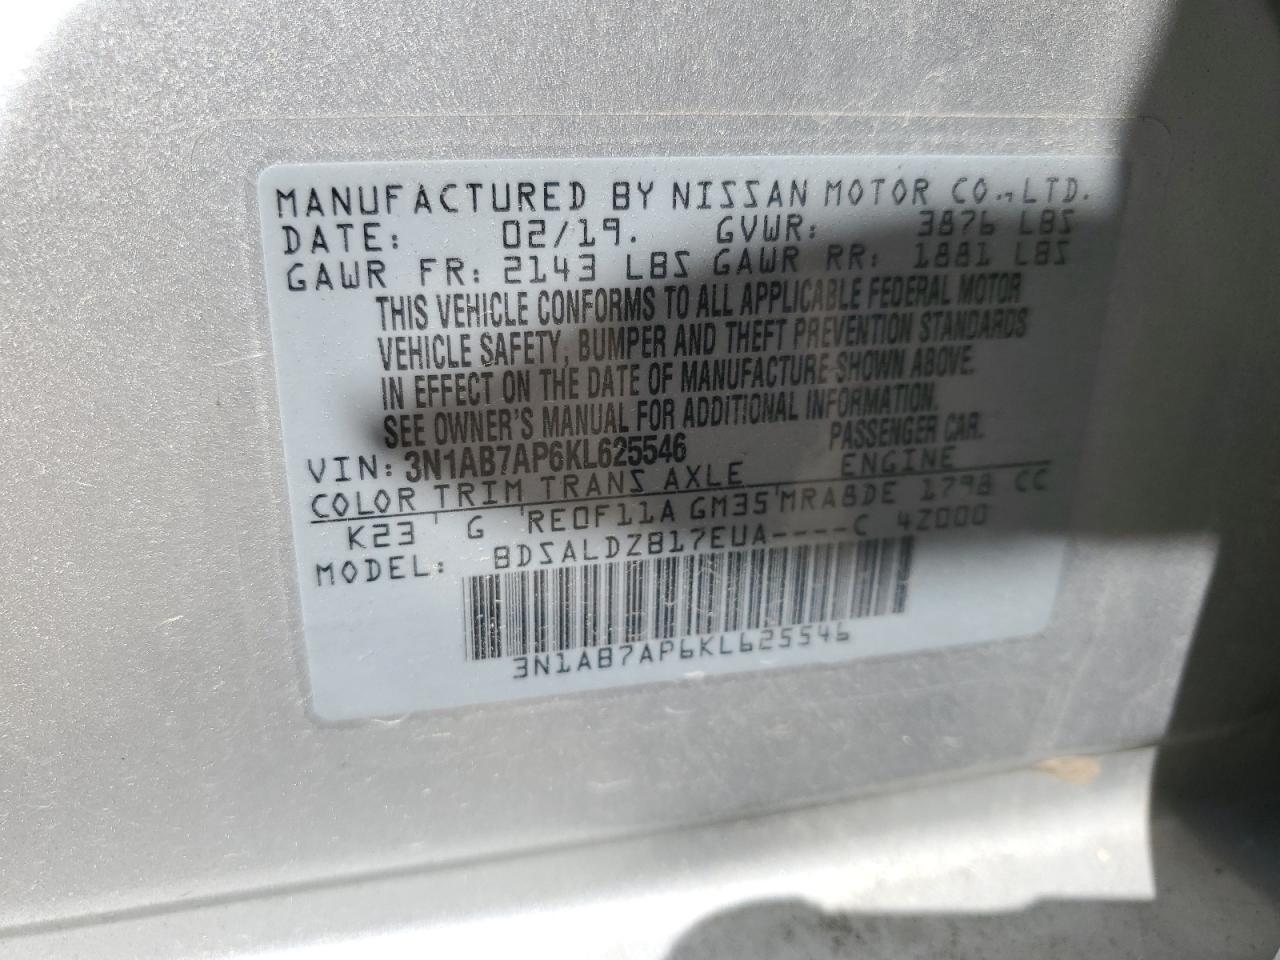 MANUFACTURED BY NISSAN MOTOR CO., LTD.
DATE: 02/19. GVWR: 3876 LBS
GAWR FR: 2143 LBS GAWR RR: 1881 LBS
THIS VEHICLE CONFORMS TO ALL APPLICABLE FEDERAL MOTOR
VEHICLE SAFETY, BUMPER AND THEFT PREVENTION STANDARDS
IN EFFECT ON THE DATE OF MANUFACTURE SHOWN ABOVE.
SEE OWNER'S MANUAL FOR ADDITIONAL INFORMATION.
VIN: 3N1AB7AP6KL625546 PASSENGER CAR.
COLOR TRIM TRANS AXLE ENGINE
K23 G RE0F11A GM35 MRA8DE 1798 CC
MODEL: BDSALDZB17EUA----C 4Z000
3N1AB7AP6KL625546